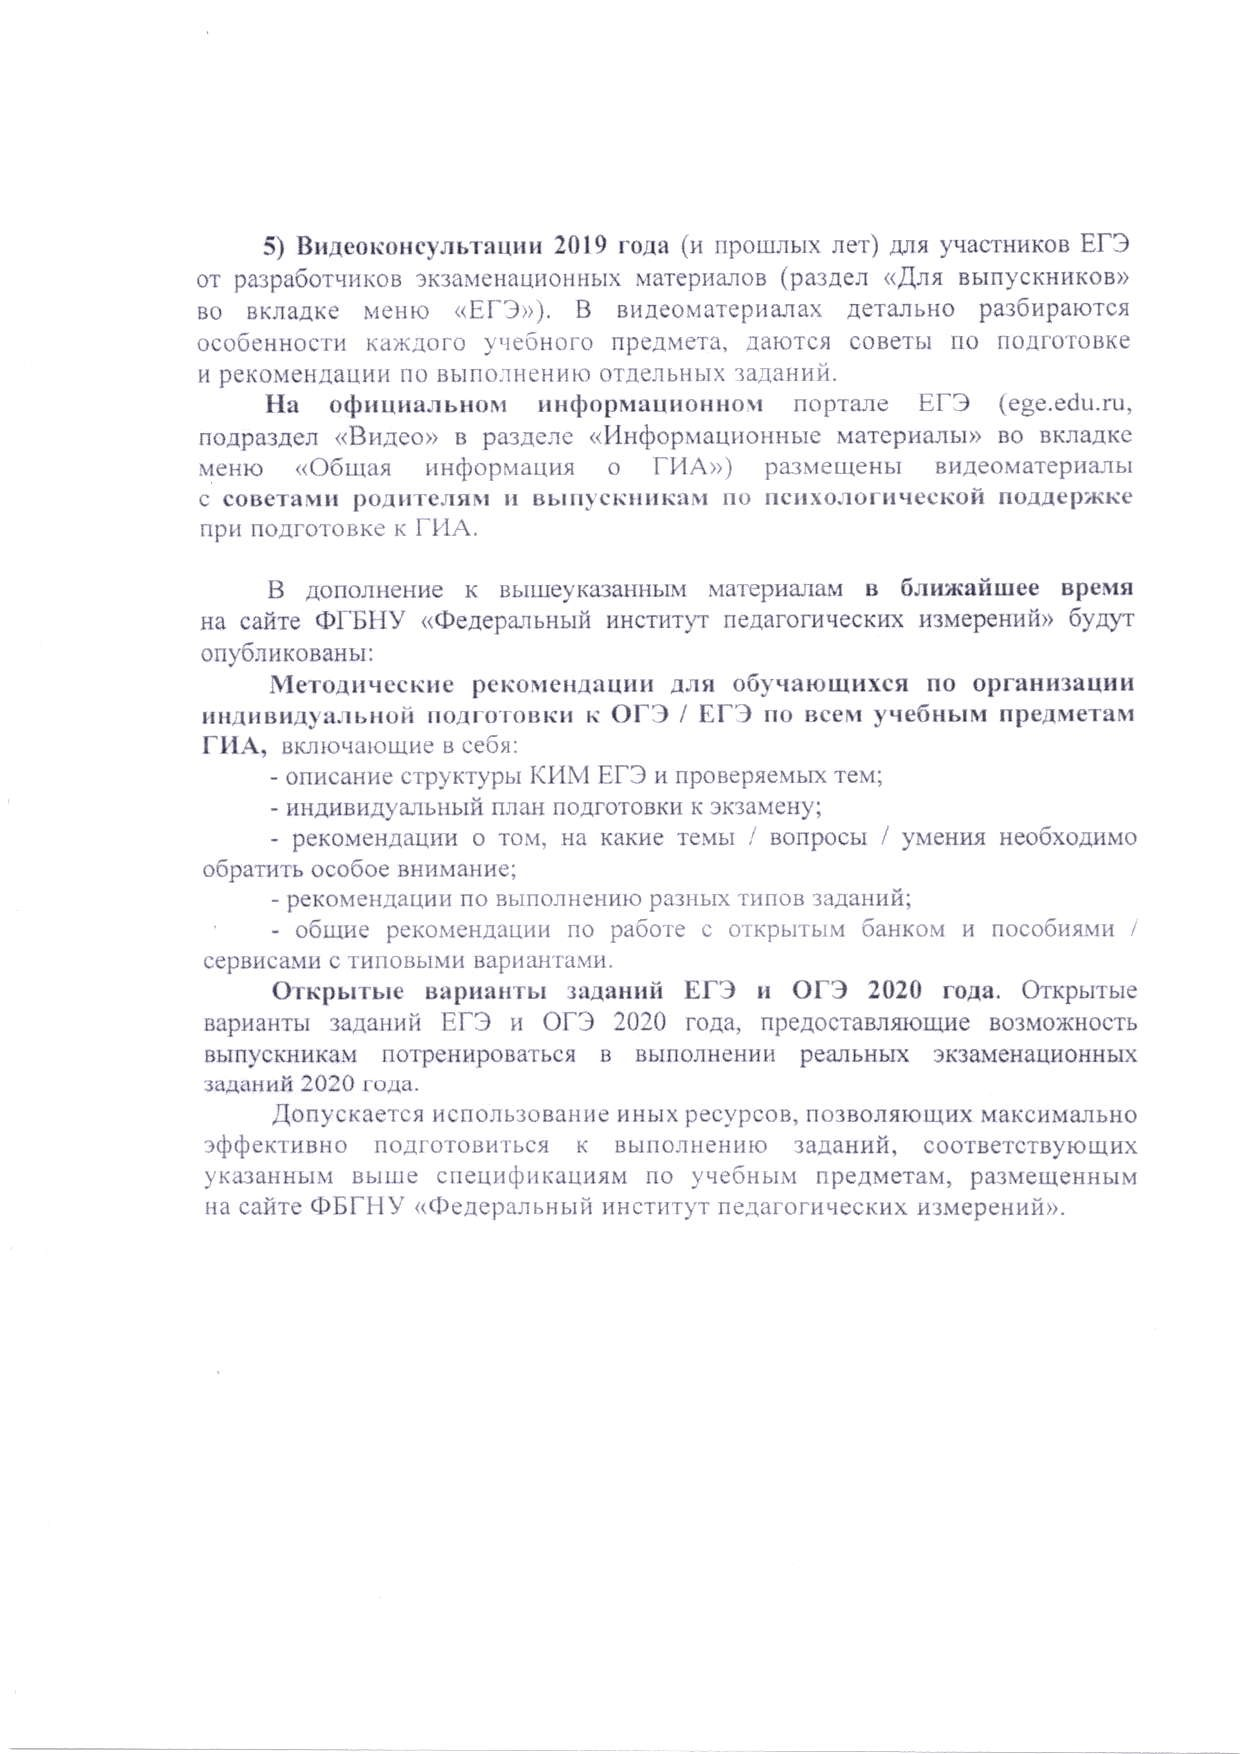 5) Видеоконсультации 2019 года (и прошлых лет) для участников ЕГЭ
от разработчиков экзаменационных материалов (раздел «Для выпускников»
во вкладке меню «ЕГЭ»). В видеоматериалах детально разбираются
особенности каждого учебного предмета, даются советы по подготовке
и рекомендации по выполнению отдельных заданий.
На официальном информационном портале ЕГЭ (ege.edu.ru,
подраздел «Видео» в разделе «Информационные материалы» во вкладке
меню «Общая информация о ГИА») размещены видеоматериалы
с советами родителям и выпускникам по психологической поддержке
при подготовке к ГИА.
В дополнение к вышеуказанным материалам в ближайшее время
на сайте ФГБНУ «Федеральный институт педагогических измерений» будут
опубликованы:
Методические рекомендации для обучающихся по организации
индивидуальной подготовки к ОГЭ / ЕГЭ по всем учебным предметам
ГИА, включающие в себя:
- описание структуры КИМ ЕГЭ и проверяемых тем;
- индивидуальный план подготовки к экзамену;
- рекомендации о том, на какие темы / вопросы / умения необходимо
обратить особое внимание;
- рекомендации по выполнению разных типов заданий;
- общие рекомендации по работе с открытым банком и пособиями /
сервисами с типовыми вариантами.
Открытые варианты заданий ЕГЭ и ОГЭ 2020 года. Открытые
варианты заданий ЕГЭ и ОГЭ 2020 года, предоставляющие возможность
выпускникам потренироваться в выполнении реальных экзаменационных
заданий 2020 года.
Допускается использование иных ресурсов, позволяющих максимально
эффективно подготовиться к выполнению заданий, соответствующих
указанным выше спецификациям по учебным предметам, размещенным
на сайте ФБГНУ «Федеральный институт педагогических измерений».